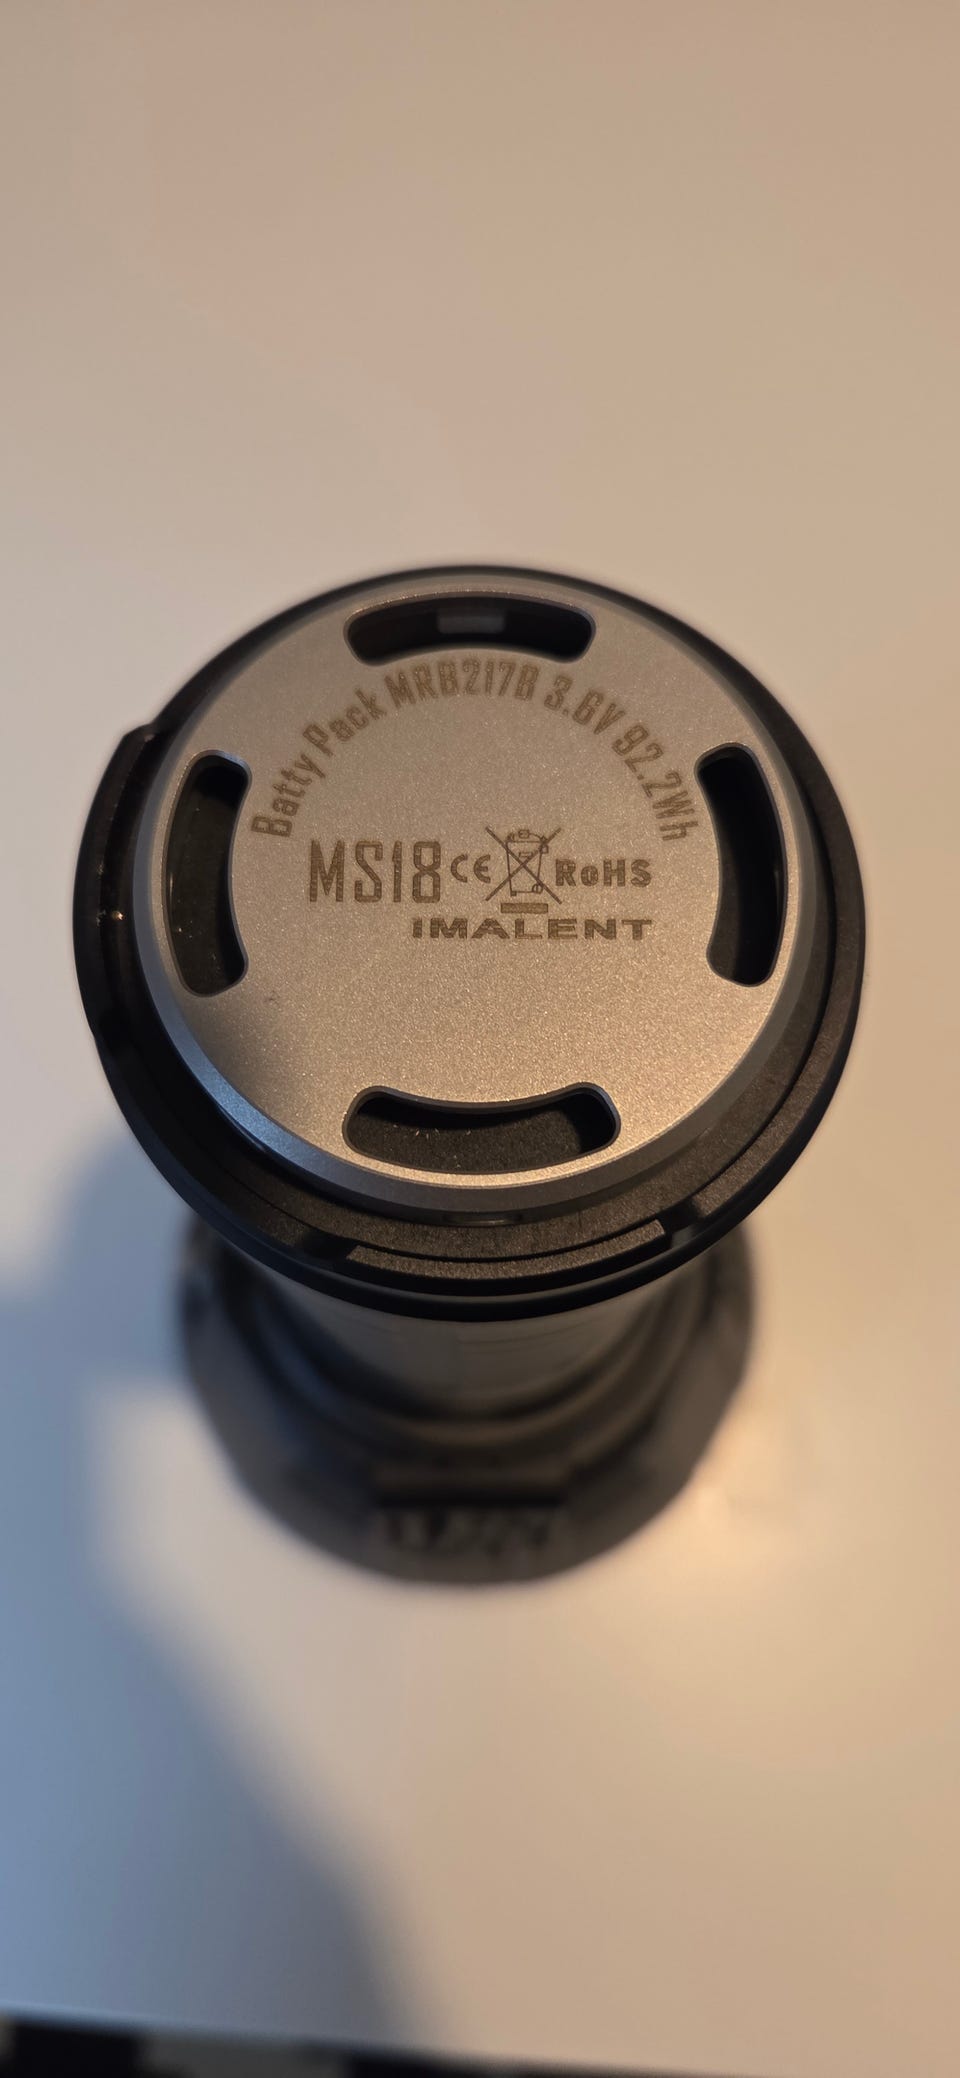 Batty Pack MRB217B 3.6V 92.2Wh
MS18 CE RoHS
IMALENT